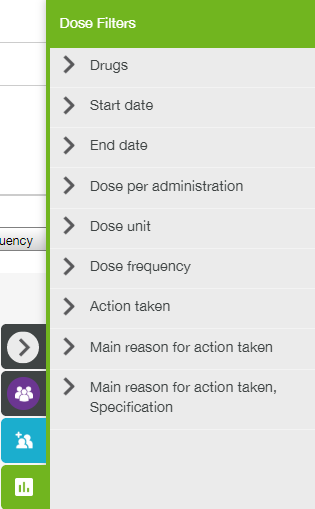 Dose Filters
Drugs
Start date
End date
Dose per administration
Dose unit
uency
Dose frequency
Action taken
Main reason for action taken
Main reason for action taken,
Specification